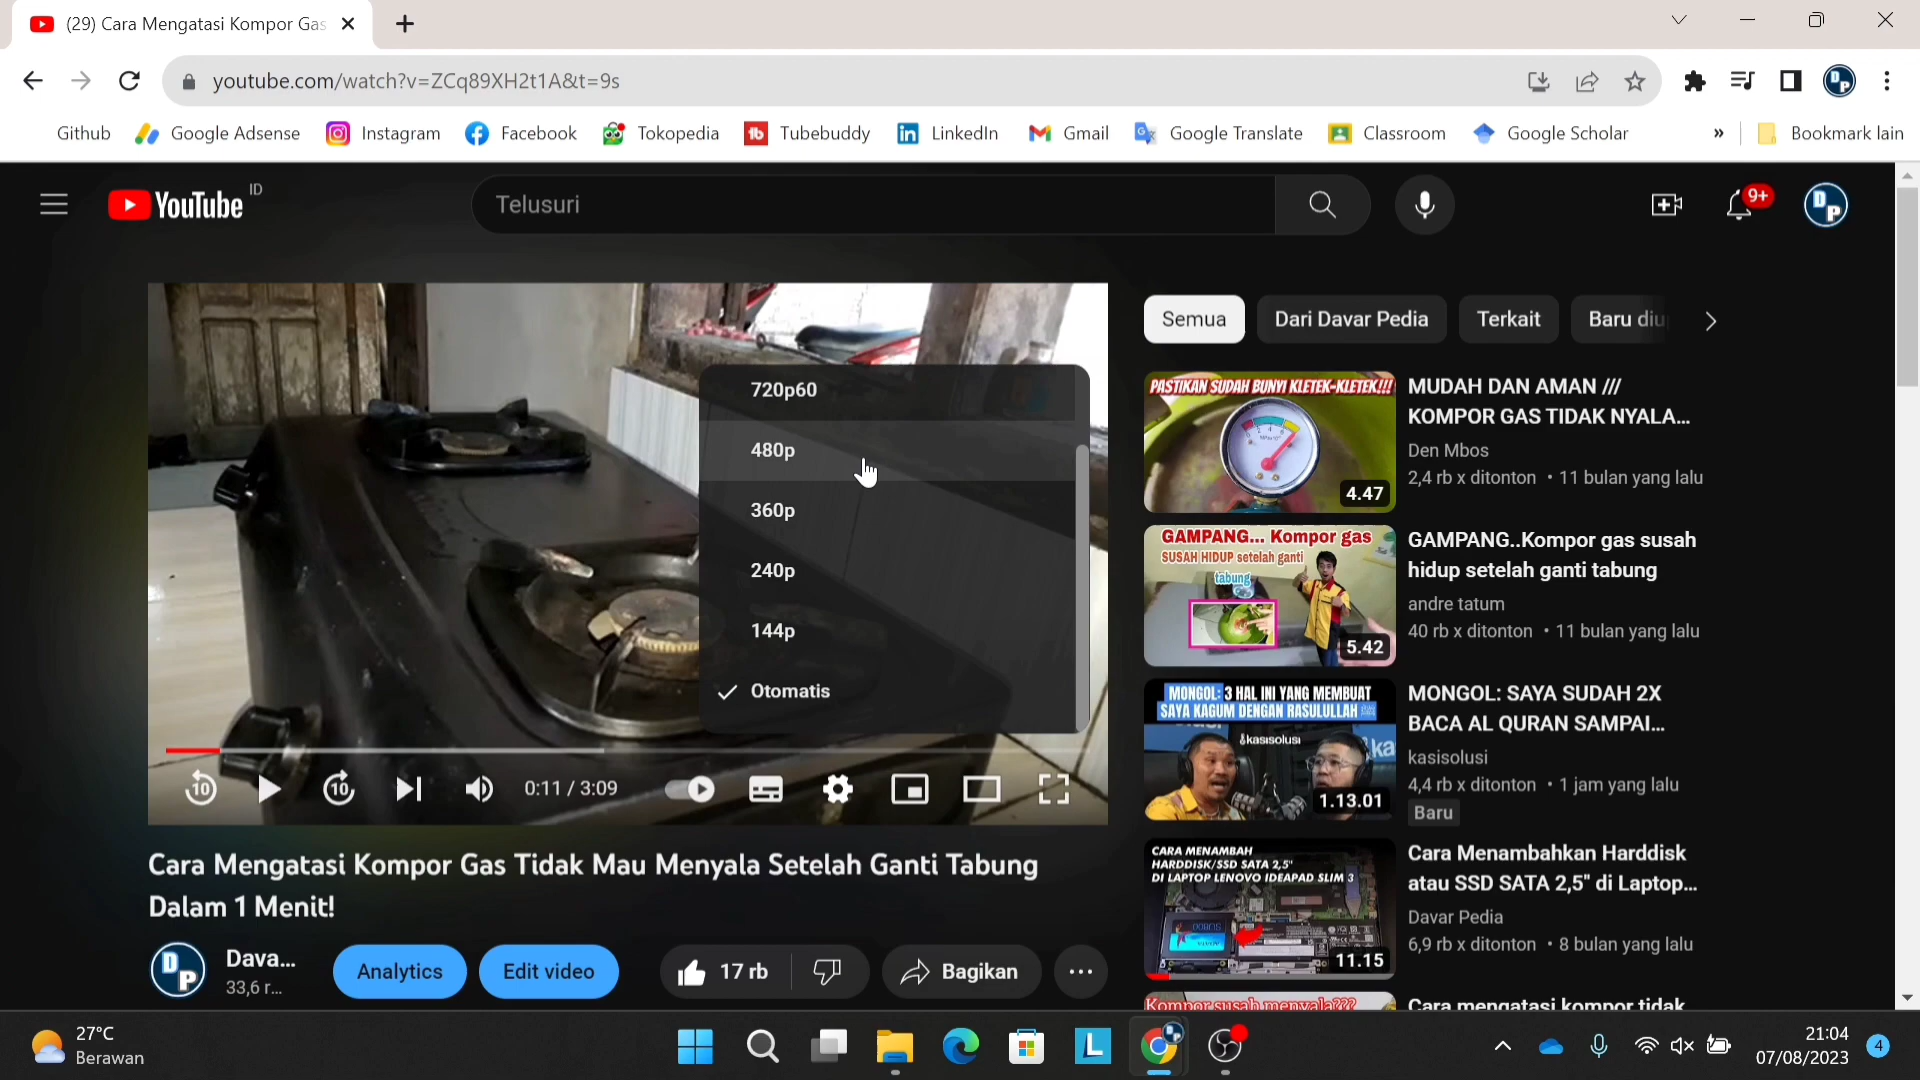 (29) Cara Mengatasi Kompor Gas
youtube.com/watch?v=ZCq89XH2t1A&t=9s
Github
Google Adsense
Instagram
Facebook
Tokopedia
Tubebuddy
LinkedIn
Gmail
Google Translate
Classroom
Google Scholar
»
Bookmark lain
YouTube ID
Telusuri
9+
720p60
480p
360p
240p
144p
Otomatis
0:11 / 3:09
Cara Mengatasi Kompor Gas Tidak Mau Menyala Setelah Ganti Tabung
Dalam 1 Menit!
Dava...
33,6 r...
Analytics
Edit video
17 rb
Bagikan
Semua
Dari Davar Pedia
Terkait
Baru diu
PASTIKAN SUDAH BUNYI KLETEK-KLETEK!!!
4.47
MUDAH DAN AMAN ///
KOMPOR GAS TIDAK NYALA...
Den Mbos
2,4 rb x ditonton • 11 bulan yang lalu
GAMPANG... Kompor gas
SUSAH HIDUP setelah ganti
tabung
5.42
GAMPANG..Kompor gas susah
hidup setelah ganti tabung
andre tatum
40 rb x ditonton • 11 bulan yang lalu
MONGOL: 3 HAL INI YANG MEMBUAT
SAYA KAGUM DENGAN RASULULLAH
kasisolusi
1.13.01
MONGOL: SAYA SUDAH 2X
BACA AL QURAN SAMPAI...
kasisolusi
4,4 rb x ditonton • 1 jam yang lalu
Baru
CARA MENAMBAH
HARDDISK/SSD SATA 2,5"
DI LAPTOP LENOVO IDEAPAD SLIM 3
11.15
Cara Menambahkan Harddisk
atau SSD SATA 2,5" di Laptop...
Davar Pedia
6,9 rb x ditonton • 8 bulan yang lalu
Kompor susah menyala???
Cara mengatasi kompor tidak
27°C
Berawan
21:04
07/08/2023
4